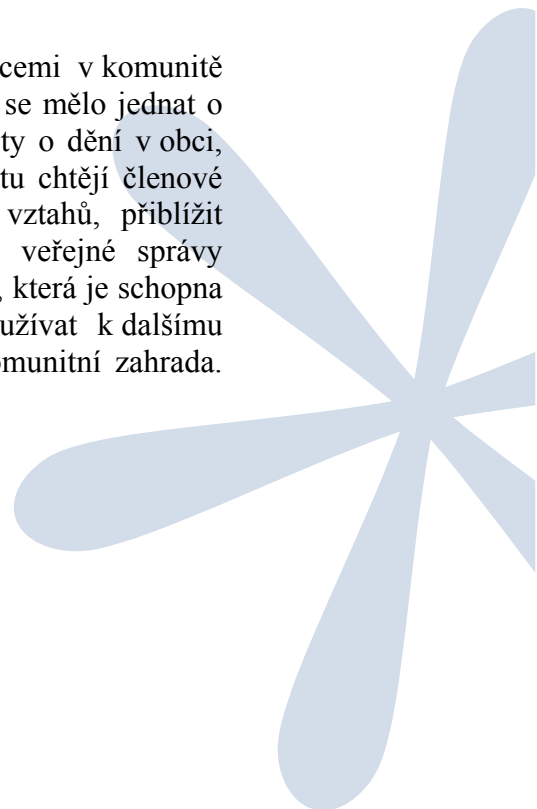 cemi v komunitě
se mělo jednat o
ty o dění v obci,
tu chtějí členové
vztahů, přiblížit
veřejné správy
, která je schopna
užívat k dalšímu
omunitní zahrada.